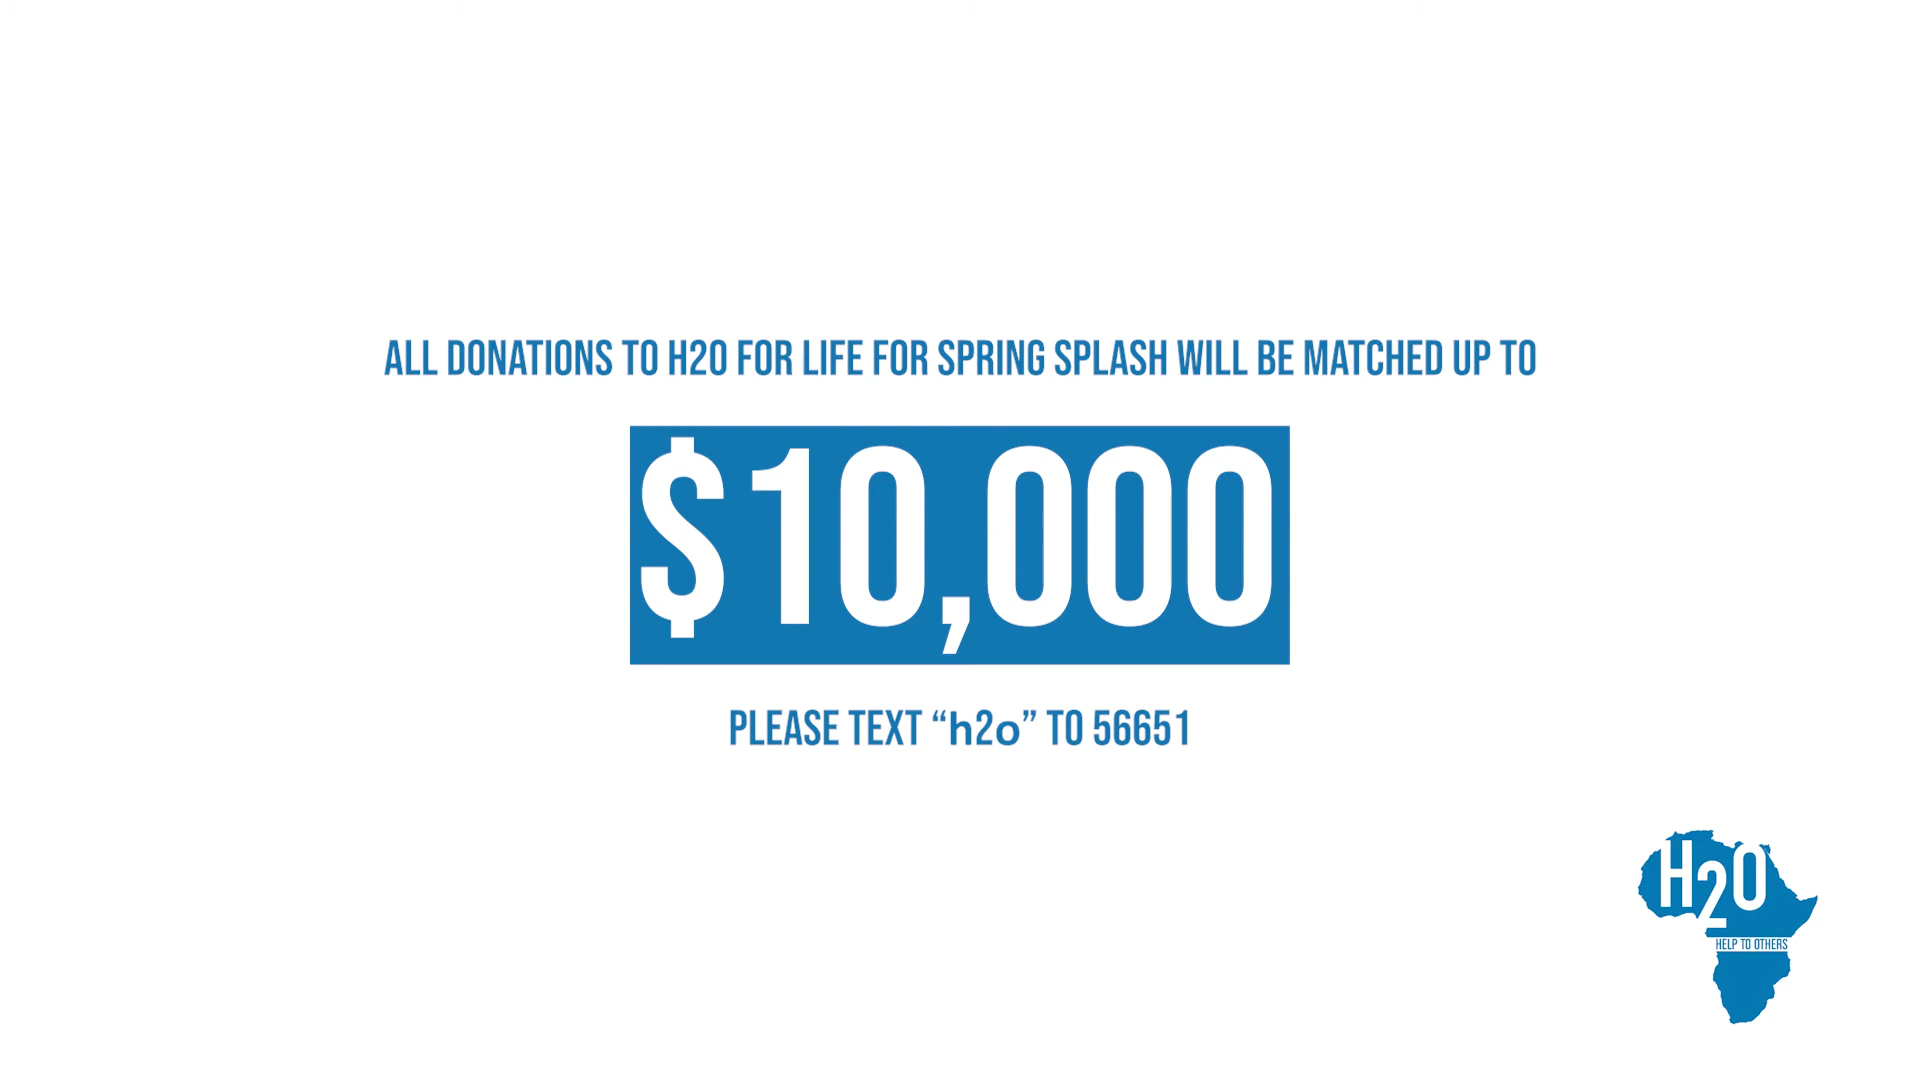 ALL DONATIONS TO H2O FOR LIFE FOR SPRING SPLASH WILL BE MATCHED UP TO
$10,000
PLEASE TEXT “h2o” TO 56651
H2O
HELP TO OTHERS